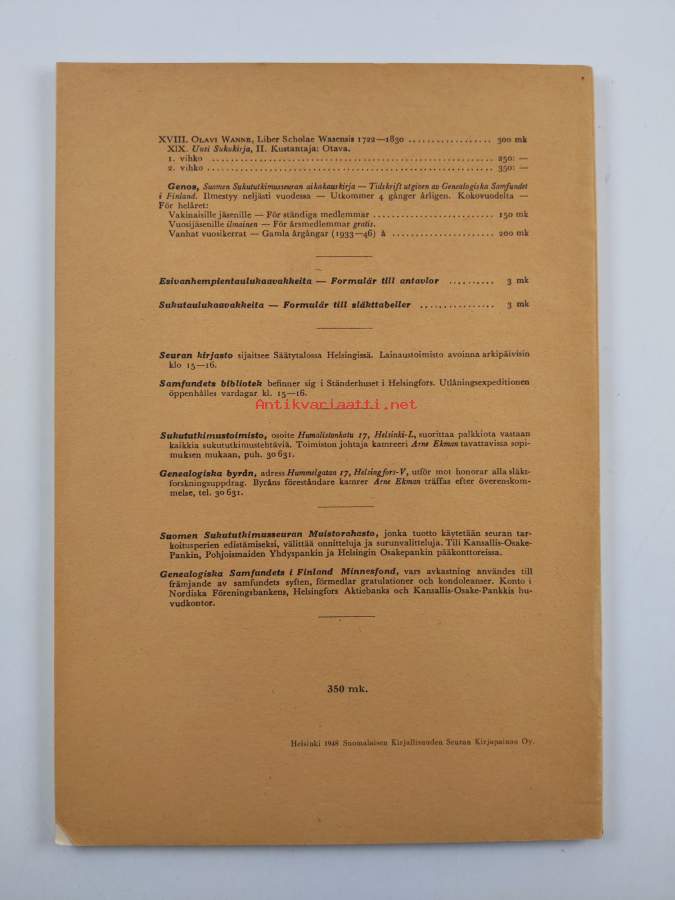 XVIII. OLAVI WANNE, Liber Scholae Wasensis 1722—1830 .................. 300 mk
XIX. Uusi Sukukirja, II. Kustantaja: Otava.
1. vihko ............................................................ 250: —
2. vihko ............................................................ 350: —
Genos, Suomen Sukututkimusseuran aikakauskirja — Tidskrift utgiven av Genealogiska Samfundet
i Finland. Ilmestyy neljästi vuodessa — Utkommer 4 gånger årligen. Kokovuodelta —
För helåret:
Vakinaisille jäsenille — För ständiga medlemmar .......................... 150 mk
Vuosijäsenille ilmainen — För årsmedlemmar gratis.
Vanhat vuosikerrat — Gamla årgångar (1933—46) à ...................... 200 mk
Esivanhempientaulukaavakkeita — Formulär till antavlor .......... 3 mk
Sukutaulukaavakkeita — Formulär till släkttabeller ................ 3 mk
Seuran kirjasto sijaitsee Säätytalossa Helsingissä. Lainaustoimisto avoinna arkipäivisin
klo 15—16.
Samfundets bibliotek befinner sig i Ständerhuset i Helsingfors. Utlåningsexpeditionen
öppenhålles vardagar kl. 15—16.
Antikvariaatti.net
Sukututkimustoimisto, osoite Humalistonkatu 17, Helsinki-L, suorittaa palkkiota vastaan
kaikkia sukututkimustehtäviä. Toimiston johtaja kamreeri Arne Ekman tavattavissa sopi-
muksen mukaan, puh. 30 631.
Genealogiska byrån, adress Hummelgatan 17, Helsingfors-V, utför mot honorar alla släkt-
forskningsuppdrag. Byråns föreståndare kamrer Arne Ekman träffas efter överenskom-
melse, tel. 30 631.
Suomen Sukututkimusseuran Muistorahasto, jonka tuotto käytetään seuran tar-
koitusperien edistämiseksi, välittää onnitteluja ja surunvalitteluja. Tili Kansallis-Osake-
Pankin, Pohjoismaiden Yhdyspankin ja Helsingin Osakepankin pääkonttoreissa.
Genealogiska Samfundets i Finland Minnesfond, vars avkastning användes till
främjande av samfundets syften, förmedlar gratulationer och kondoleanser. Konto i
Nordiska Föreningsbankens, Helsingfors Aktiebanks och Kansallis-Osake-Pankkis hu-
vudkontor.
350 mk.
Helsinki 1948 Suomalaisen Kirjallisuuden Seuran Kirjapainon Oy.